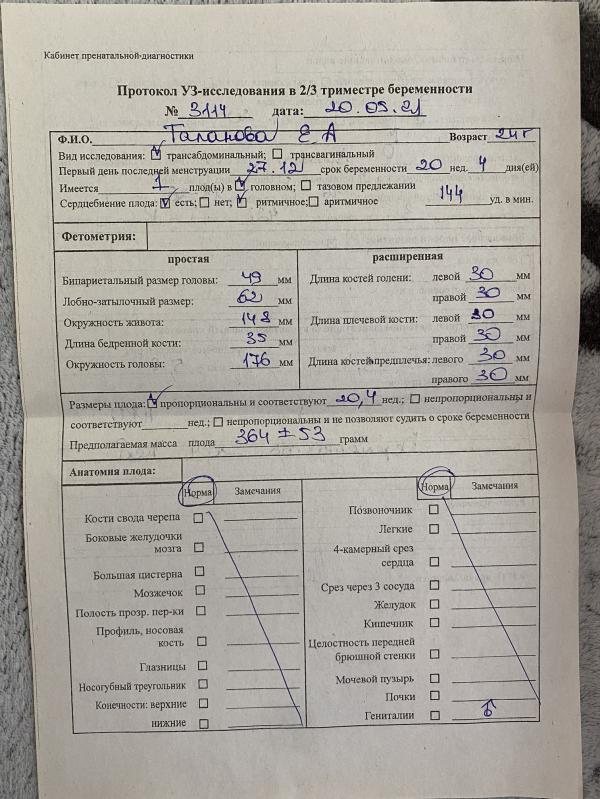 Кабинет пренатальной-диагностики
Протокол УЗ-исследования в 2/3 триместре беременности
№ 3114 дата: 20.05.21
Ф.И.О. Таланова Е А Возраст 24г
Вид исследования: трансабдоминальный; трансвагинальный
Первый день последней менструации 27.12 срок беременности 20 нед. 4 дня(ей)
Имеется 1 плод(ы) в головном; тазовом предлежании
Сердцебиение плода: есть; нет; ритмичное; аритмичное 144 уд. в мин.
Фетометрия:
простая
Бипариетальный размер головы: 49 мм
Лобно-затылочный размер: 62 мм
Окружность живота: 148 мм
Длина бедренной кости: 35 мм
Окружность головы: 176 мм
расширенная
Длина костей голени: левой 30 мм
правой 30 мм
Длина плечевой кости: левой 30 мм
правой 30 мм
Длина костей предплечья: левого 30 мм
правого 30 мм
Размеры плода: пропорциональны и соответствуют 20,4 нед.; непропорциональны и
соответствуют нед.; непропорциональны и не позволяют судить о сроке беременности
Предполагаемая масса плода 364 ± 53 грамм
Анатомия плода:
Норма Замечания
Кости свода черепа
Боковые желудочки
мозга
Большая цистерна
Мозжечок
Полость прозр. пер-ки
Профиль, носовая
кость
Глазницы
Носогубный треугольник
Конечности: верхние
нижние
Норма Замечания
Позвоночник
Легкие
4-камерный срез
сердца
Срез через 3 сосуда
Желудок
Кишечник
Целостность передней
брюшной стенки
Мочевой пузырь
Почки
Гениталии